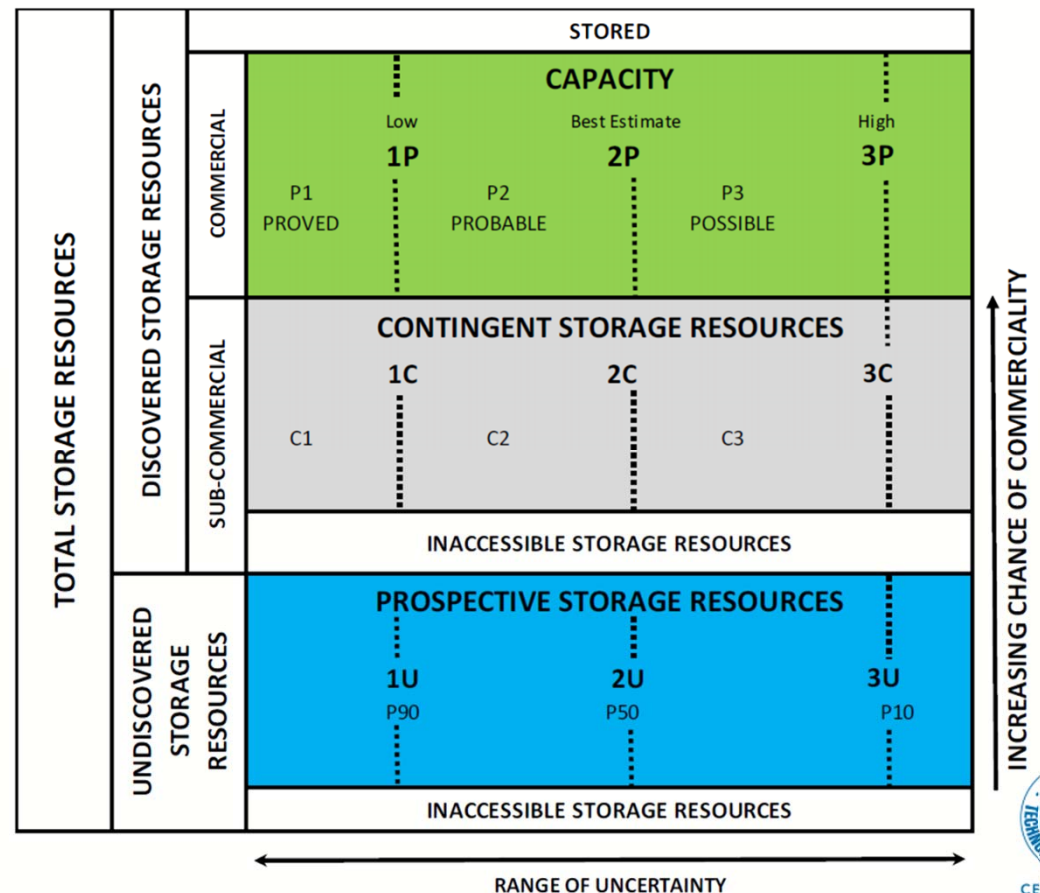 TOTAL STORAGE RESOURCES
DISCOVERED STORAGE RESOURCES
COMMERCIAL
STORED
CAPACITY
Low
Best Estimate
High
1P
2P
3P
P1
PROVED
P2
PROBABLE
P3
POSSIBLE
SUB-COMMERCIAL
CONTINGENT STORAGE RESOURCES
1C
2C
3C
C1
C2
C3
INACCESSIBLE STORAGE RESOURCES
UNDISCOVERED
STORAGE
RESOURCES
PROSPECTIVE STORAGE RESOURCES
1U
2U
3U
P90
P50
P10
INACCESSIBLE STORAGE RESOURCES
INCREASING CHANCE OF COMMERCIALITY
RANGE OF UNCERTAINTY